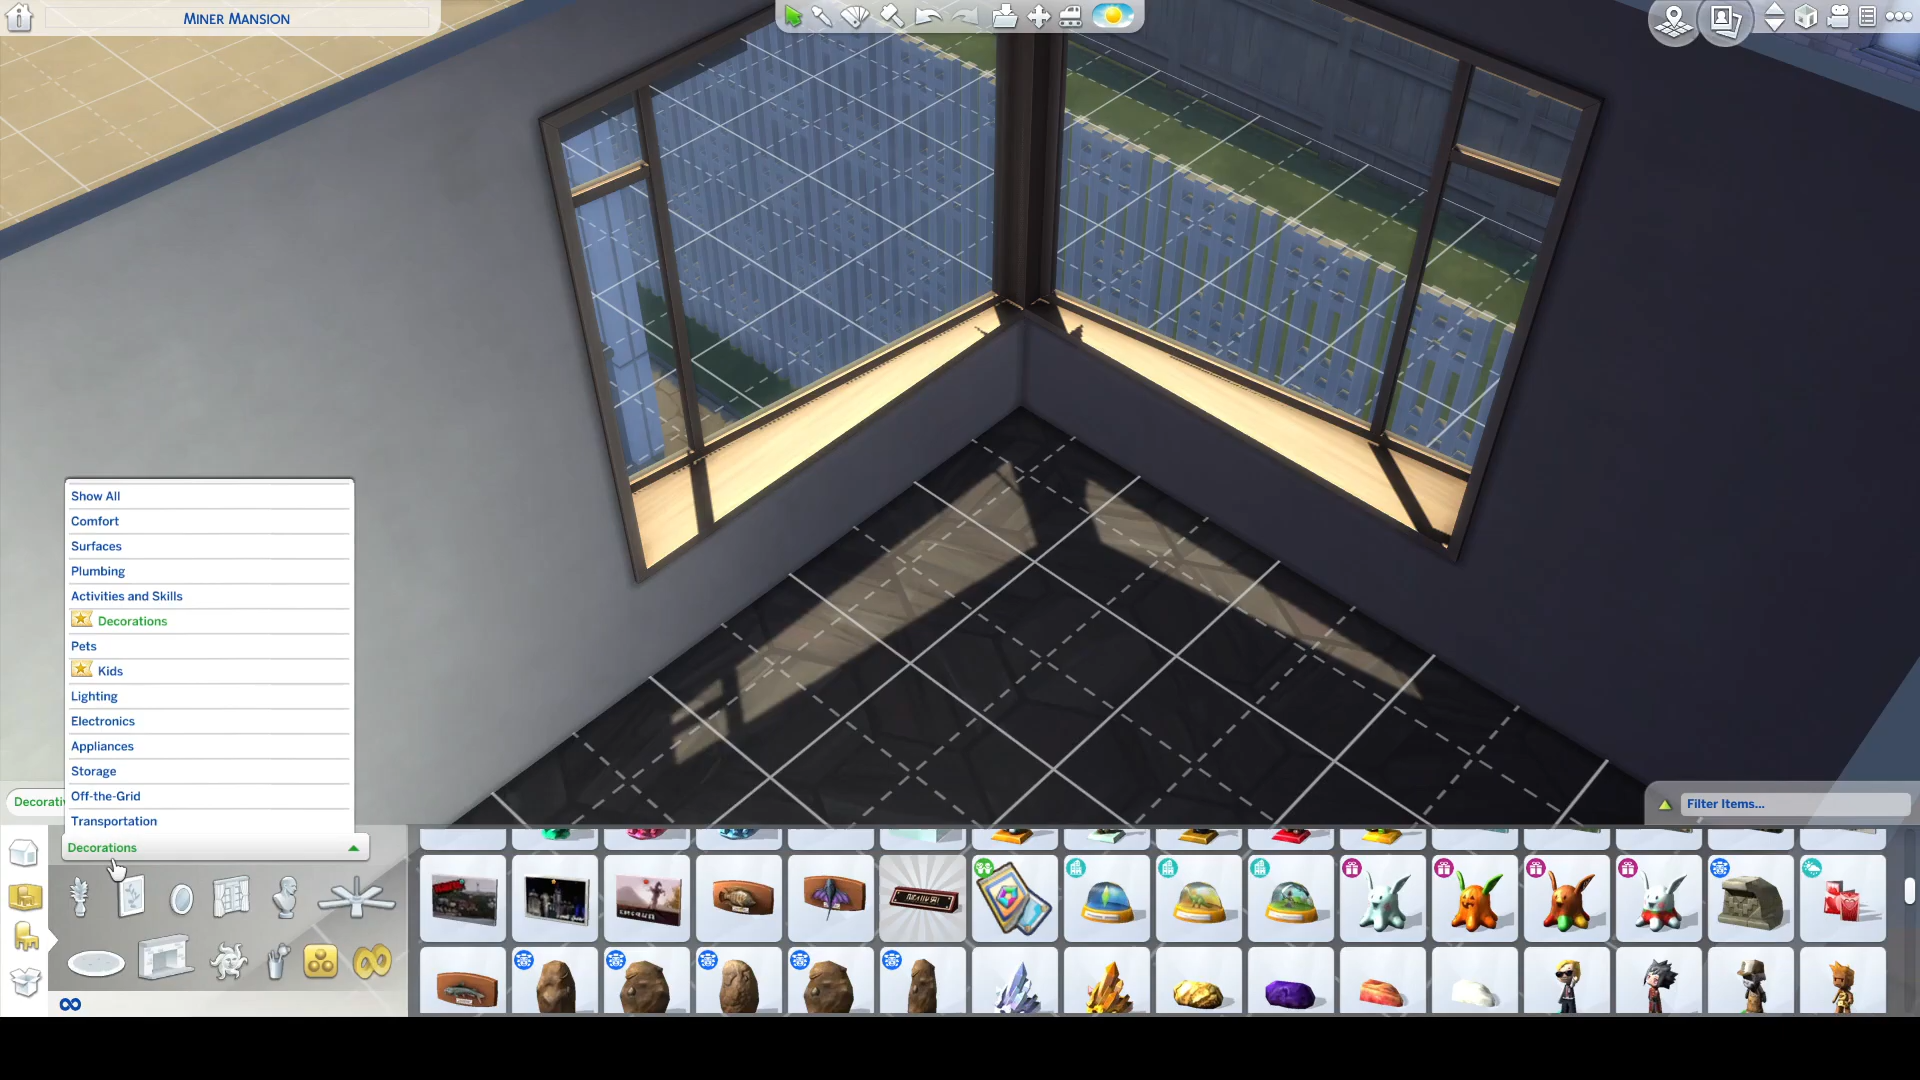 MINER MANSION
Show All
Comfort
Surfaces
Plumbing
Activities and Skills
Decorations
Pets
Kids
Lighting
Electronics
Appliances
Storage
Off-the-Grid
Transportation
Decorati
Filter Items...
Decorations